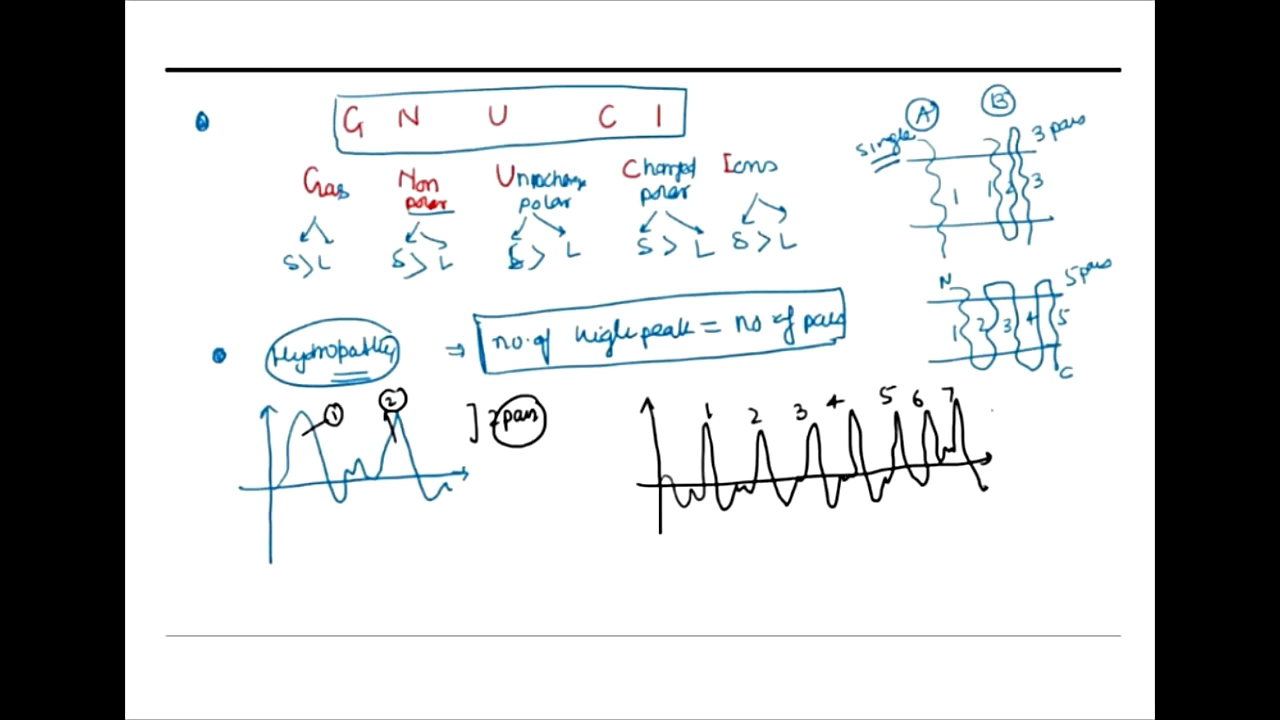 G N U C I
Gas Non polar Uncharge polar Charged polar Ions
S>L S>L S>L S>L S>L
A B
Single 3 pass
1 1 2 3
N 5 pass
1 2 3 4 5
C
Hydropathy ⇒ no. of high peak = no of pass
1 2 ] 2 pass
1 2 3 4 5 6 7